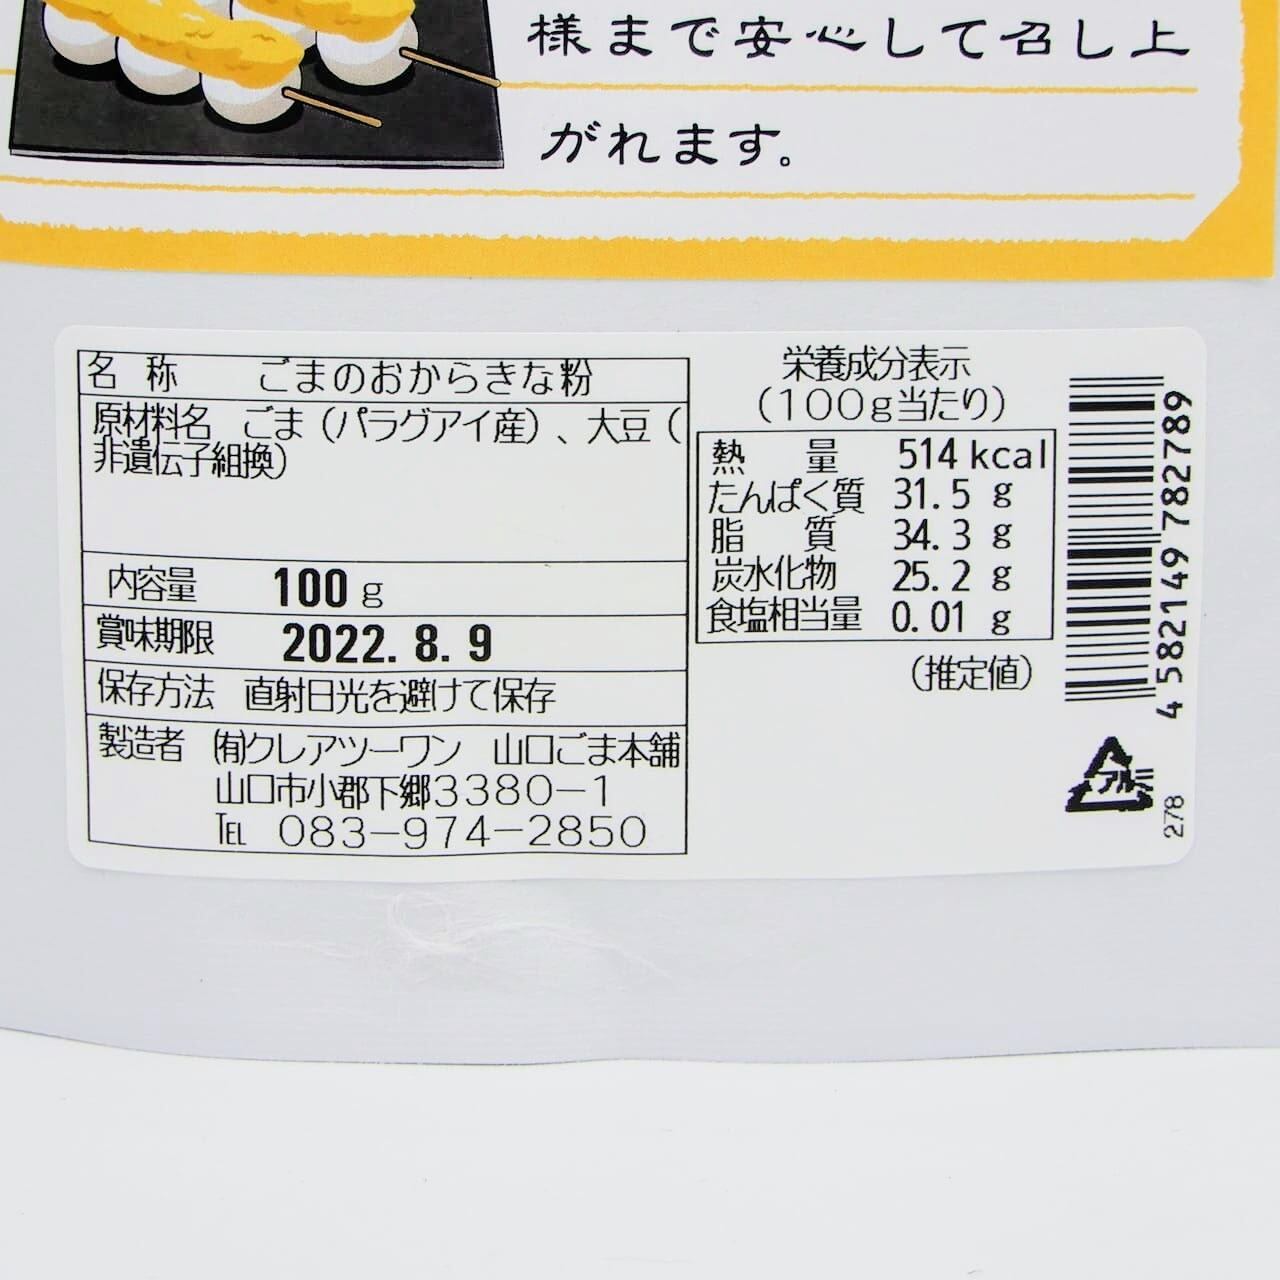 様まで安心して召し上
がれます。
名 称 ごまのおからきな粉
原材料名 ごま（パラグアイ産）、大豆（
非遺伝子組換）
内容量 100 g
賞味期限 2022. 8. 9
保存方法 直射日光を避けて保存
製造者 (有)クレアツーワン 山口ごま本舗
山口市小郡下郷3380－1
TEL 083－974－2850
栄養成分表示
（100g当たり）
熱 量 514 kcal
たんぱく質 31.5 g
脂 質 34.3 g
炭水化物 25.2 g
食塩相当量 0.01 g
（推定値）
4 582149 782789
アルミ
278